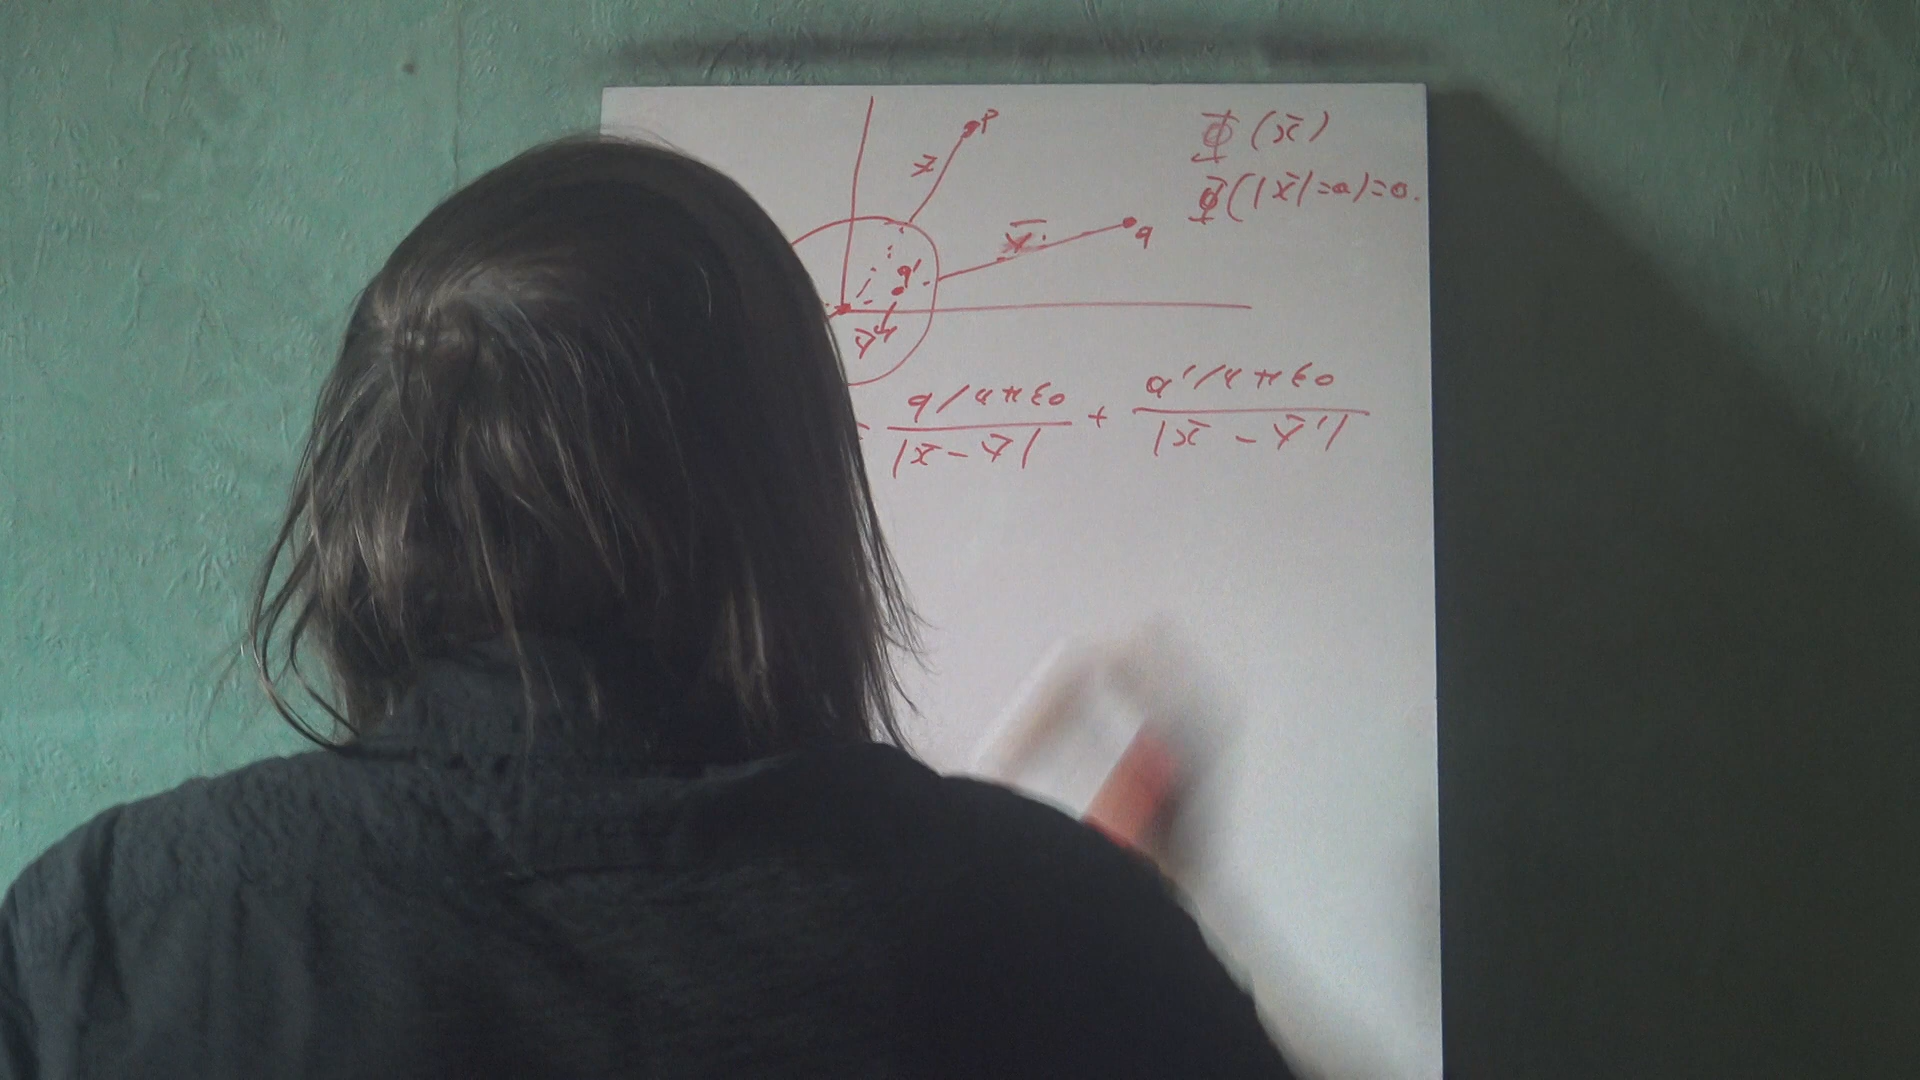 P
Φ(x̄)
x̄
Φ(|x̄|=a)=0.
ȳ
q
q'
ȳ'
= q/4πε0 / |x̄-ȳ| + q'/4πε0 / |x̄-ȳ'|